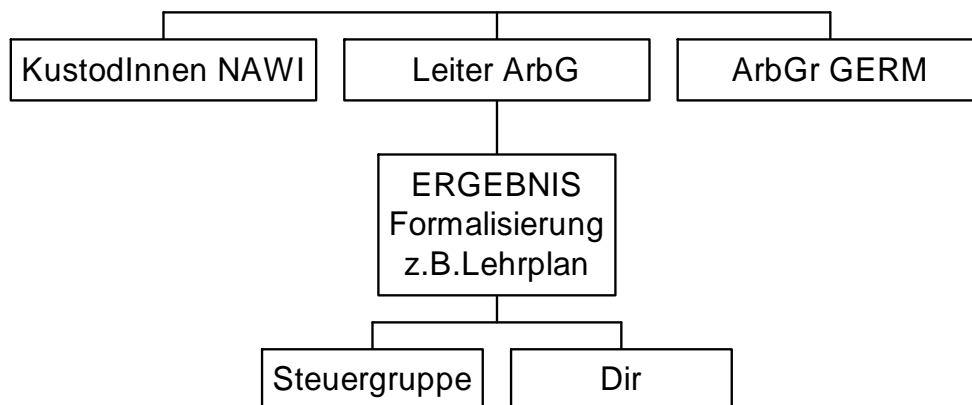 KustodInnen NAWI
Leiter ArbG
ArbGr GERM
ERGEBNIS
Formalisierung
z.B.Lehrplan
Steuergruppe
Dir